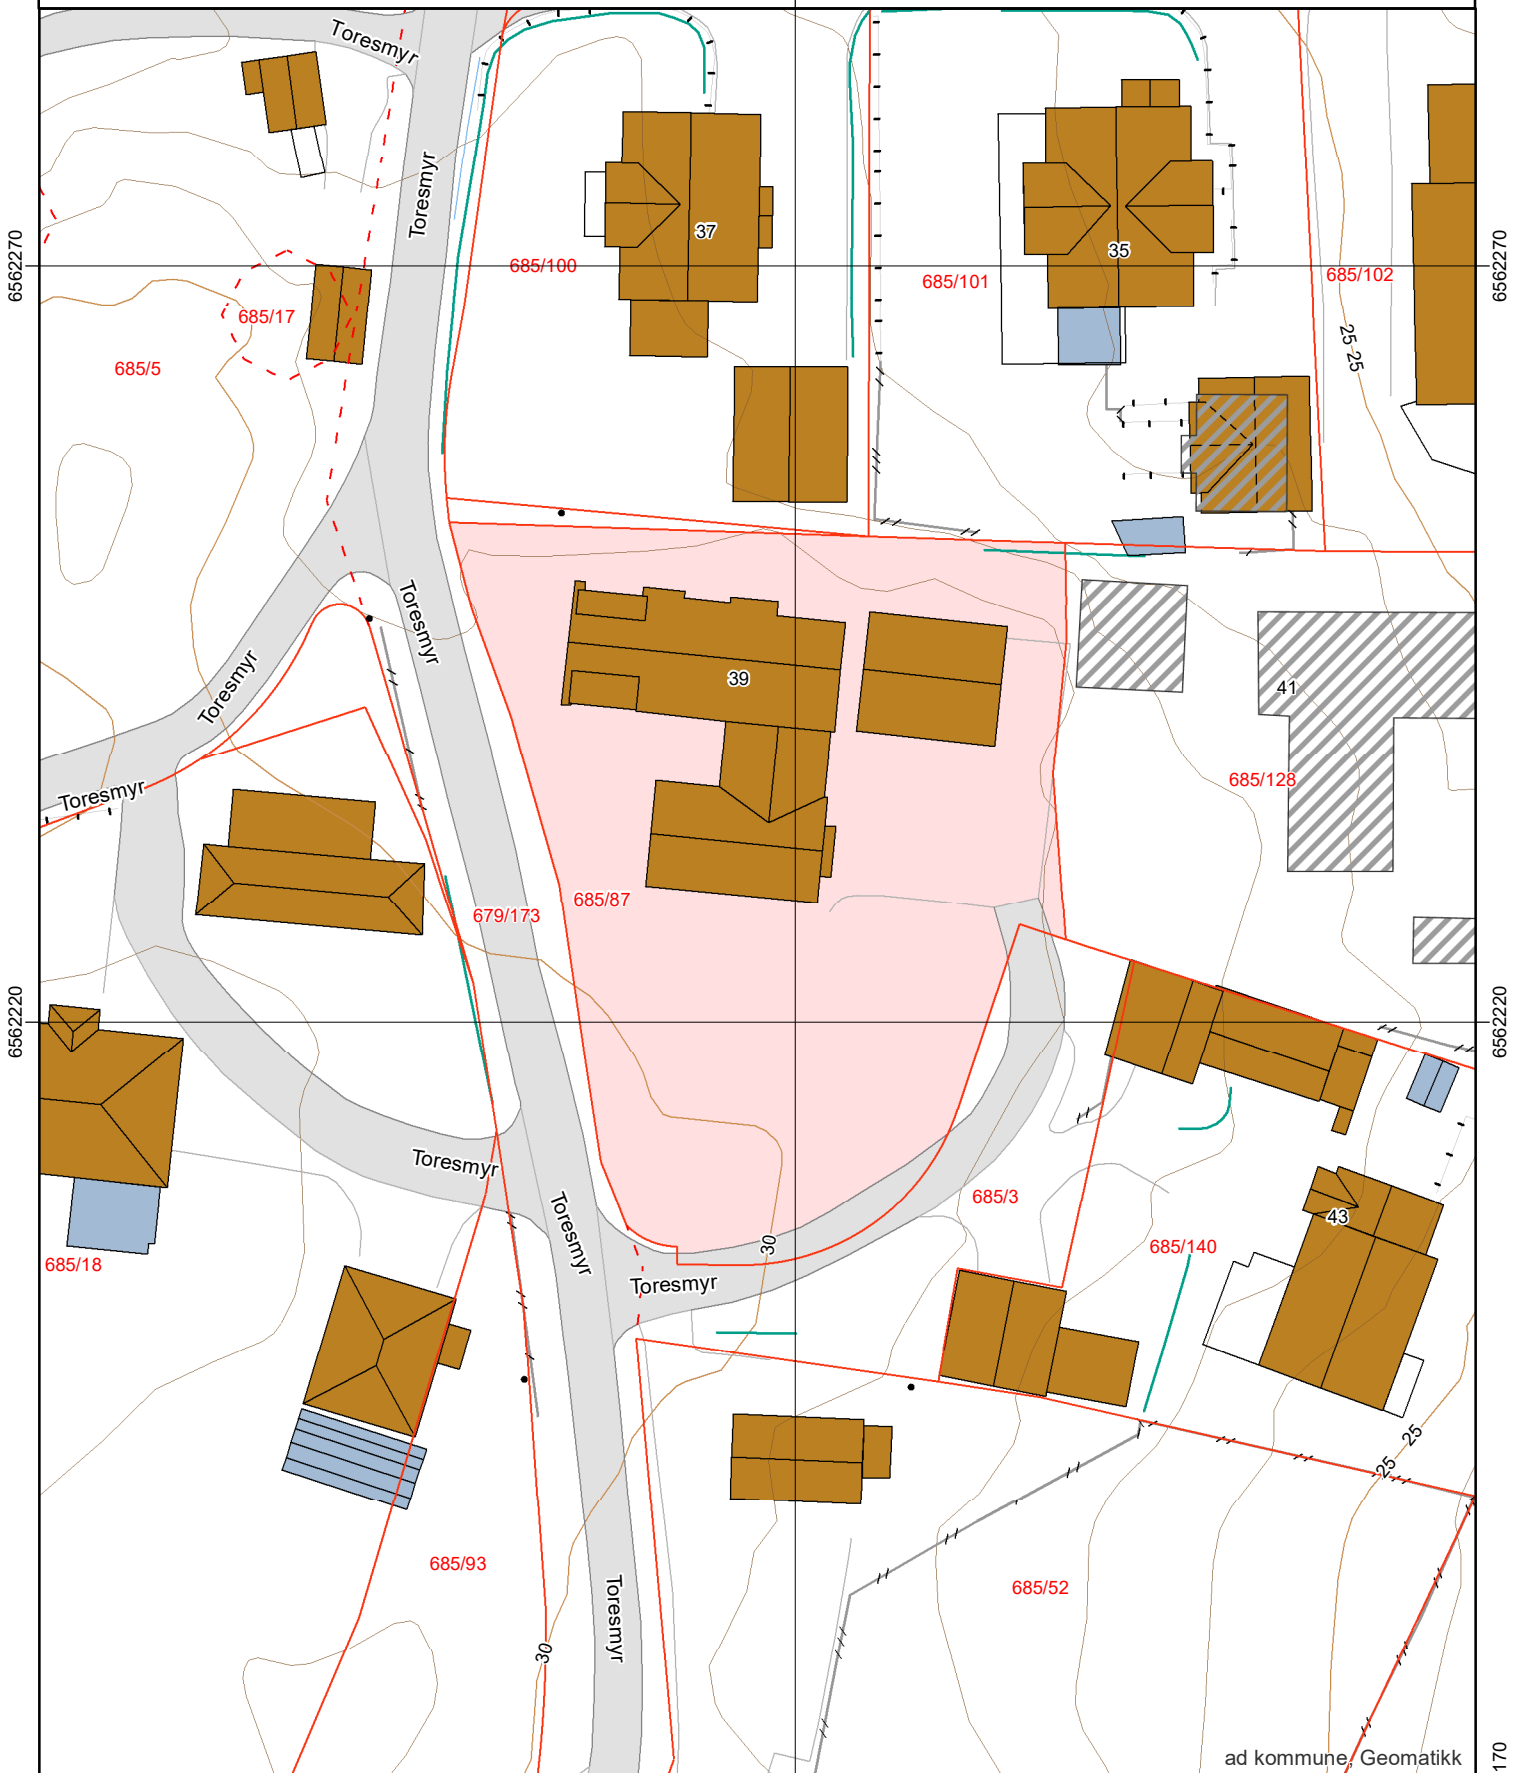 Toresmyr
Toresmyr
37
35
6562270
6562270
685/100
685/101
685/102
685/17
685/5
25 25
Toresmyr
Toresmyr
39
41
685/128
Toresmyr
679/173
685/87
6562220
6562220
Toresmyr
Toresmyr
685/3
43
30
685/140
685/18
Toresmyr
25
25
685/93
685/52
Toresmyr
30
170
ad kommune, Geomatikk